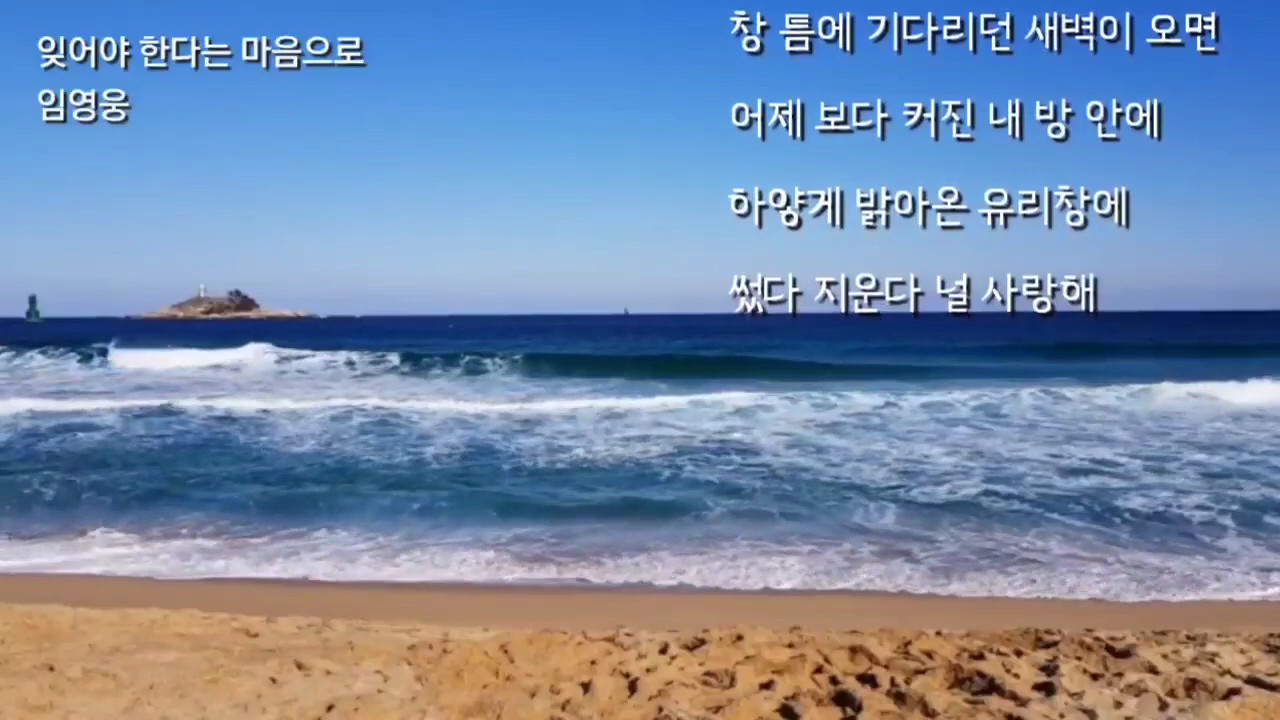 잊어야 한다는 마음으로
임영웅
창 틈에 기다리던 새벽이 오면
어제 보다 커진 내 방 안에
하얗게 밝아온 유리창에
썼다 지운다 널 사랑해